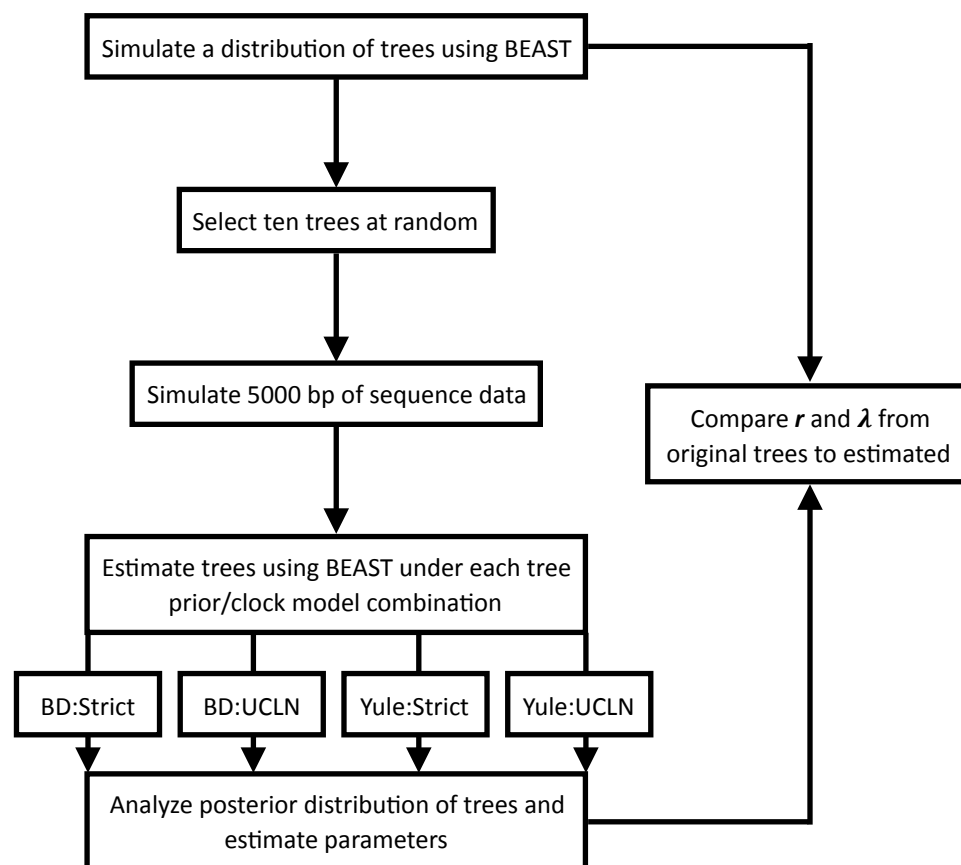 Simulate a distribution of trees using BEAST
Select ten trees at random
Simulate 5000 bp of sequence data
Compare r and λ from
original trees to estimated
Estimate trees using BEAST under each tree
prior/clock model combination
BD:Strict
BD:UCLN
Yule:Strict
Yule:UCLN
Analyze posterior distribution of trees and
estimate parameters